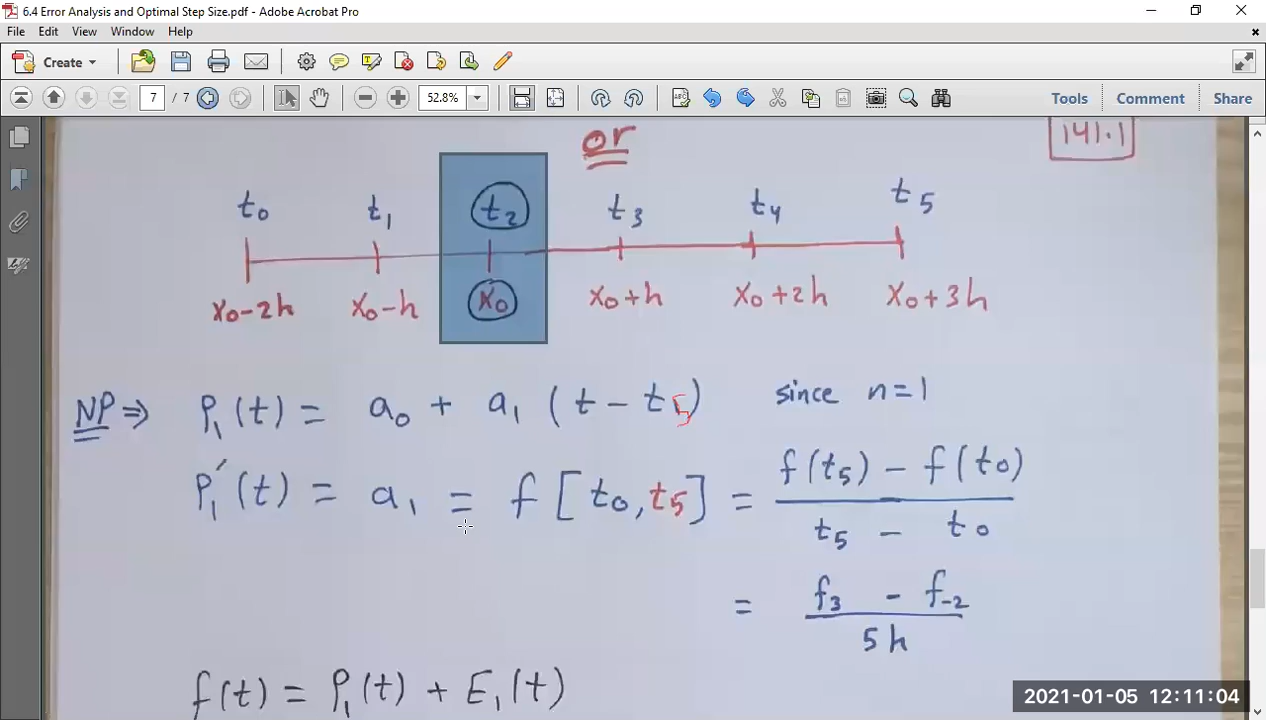 6.4 Error Analysis and Optimal Step Size.pdf - Adobe Acrobat Pro
File Edit View Window Help
Create
7 / 7 52.8% Tools Comment Share
or
141.1
t0 t1 t2 t3 t4 t5
x0-2h x0-h x0 x0+h x0+2h x0+3h
NP ⇒ P1(t) = a0 + a1 (t - t5) since n=1
P1'(t) = a1 = f[t0,t5] = f(t5) - f(t0) / t5 - t0
= f3 - f-2 / 5h
f(t) = P1(t) + E1(t)
2021-01-05 12:11:04